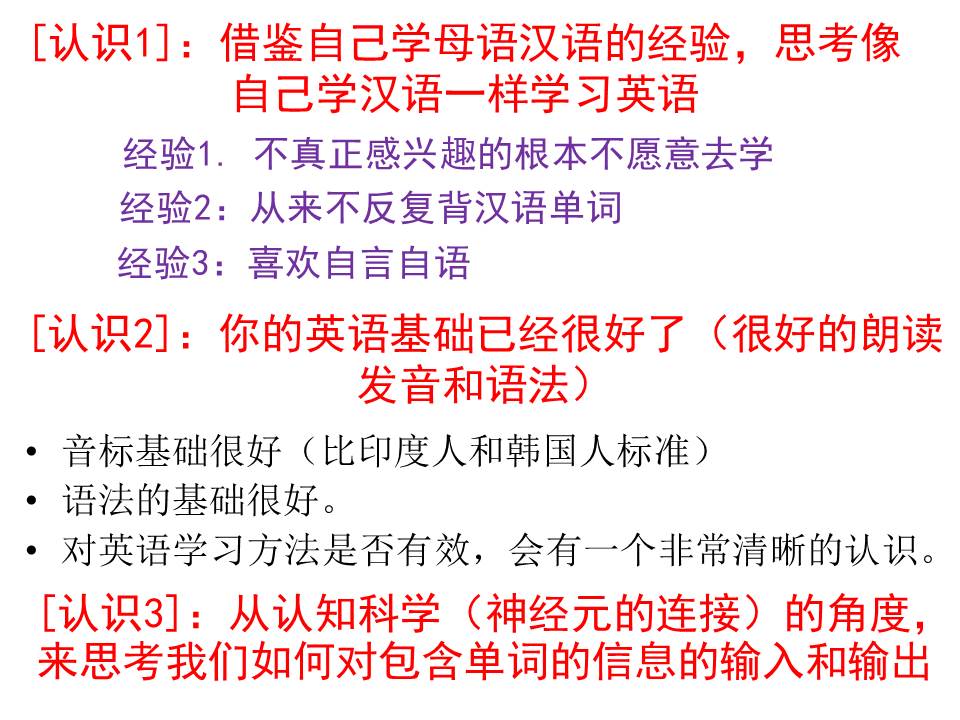 [认识1]：借鉴自己学母语汉语的经验，思考像
自己学汉语一样学习英语
经验1. 不真正感兴趣的根本不愿意去学
经验2：从来不反复背汉语单词
经验3：喜欢自言自语
[认识2]：你的英语基础已经很好了（很好的朗读
发音和语法）
• 音标基础很好（比印度人和韩国人标准）
• 语法的基础很好。
• 对英语学习方法是否有效，会有一个非常清晰的认识。
[认识3]：从认知科学（神经元的连接）的角度，
来思考我们如何对包含单词的信息的输入和输出